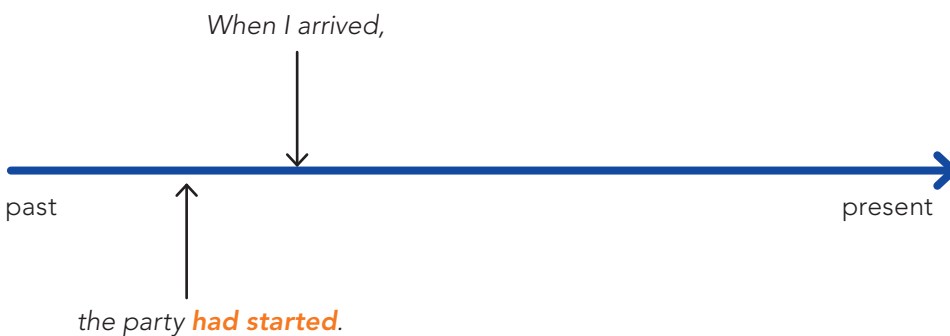 When I arrived,
past
present
the party had started.